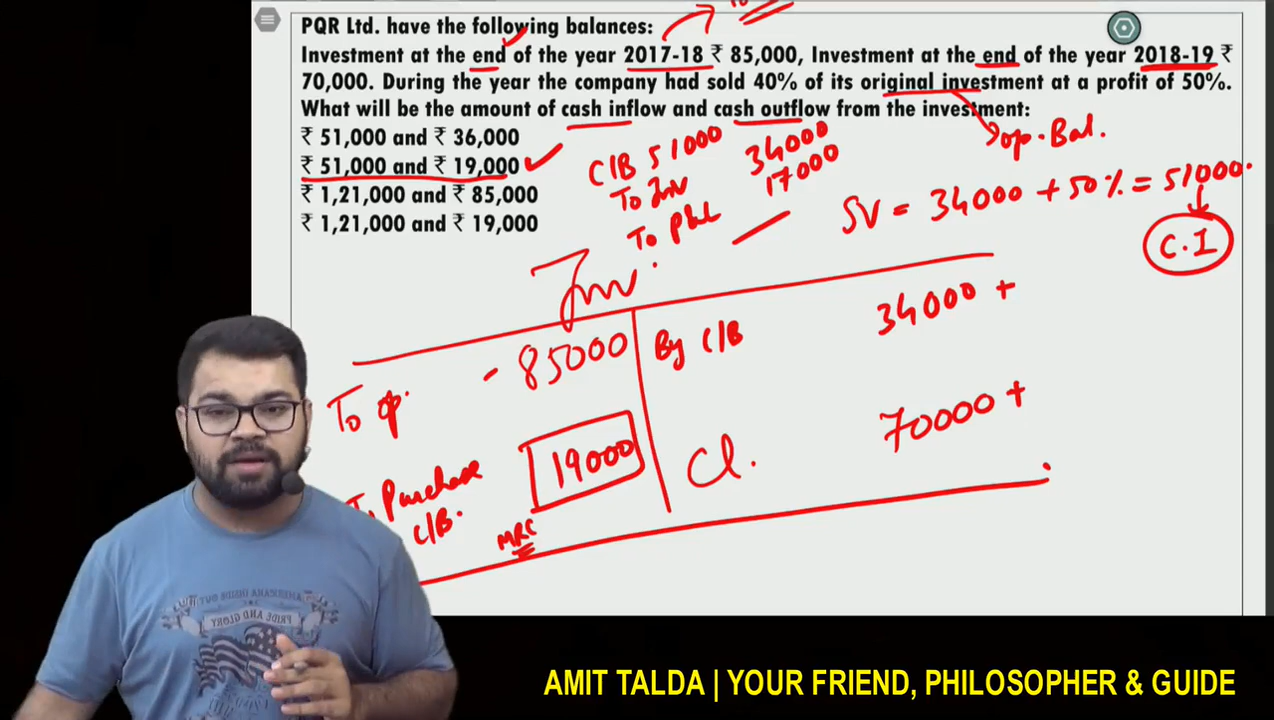 PQR Ltd. have the following balances:
Investment at the end of the year 2017-18 ₹ 85,000, Investment at the end of the year 2018-19 ₹
70,000. During the year the company had sold 40% of its original investment at a profit of 50%.
What will be the amount of cash inflow and cash outflow from the investment:
₹ 51,000 and ₹ 36,000
₹ 51,000 and ₹ 19,000
₹ 1,21,000 and ₹ 85,000
₹ 1,21,000 and ₹ 19,000
op. Bal.
C/B 51000
To Inv 34000
To P&L 17000
SV = 34000 + 50% = 51000.
C.I
Inv.
To op. 85000
By C/B 34000 +
To Purchase 19000
C/B.
MRC
Cl. 70000 +
PRIDE AND GLORY
AMIT TALDA | YOUR FRIEND, PHILOSOPHER & GUIDE